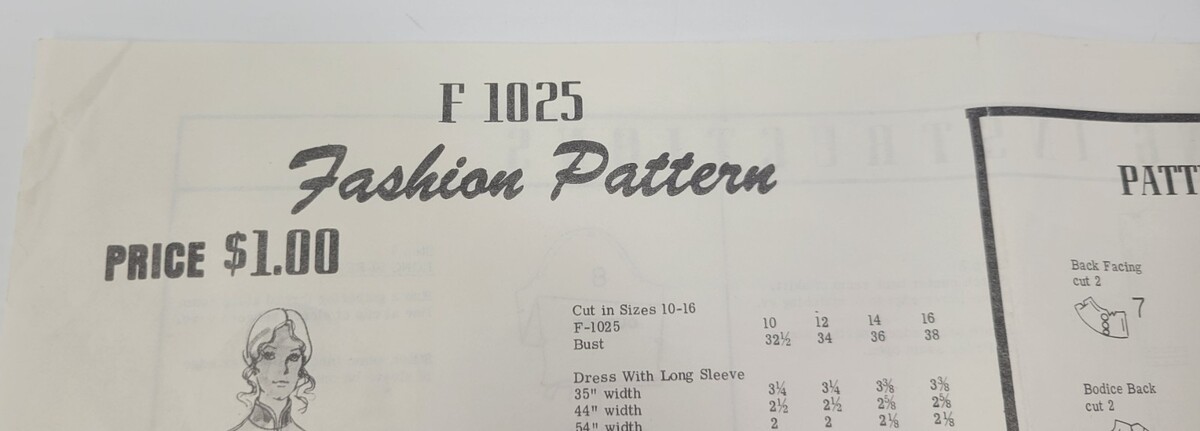 F 1025
Fashion Pattern
PRICE $1.00
Cut in Sizes 10-16
F-1025 10 12 14 16
Bust 32½ 34 36 38
Dress With Long Sleeve
35" width 3¼ 3¼ 3⅜ 3⅜
44" width 2½ 2½ 2⅝ 2⅝
54" width 2 2 2⅛ 2⅛
PATT
Back Facing
cut 2
7
Bodice Back
cut 2